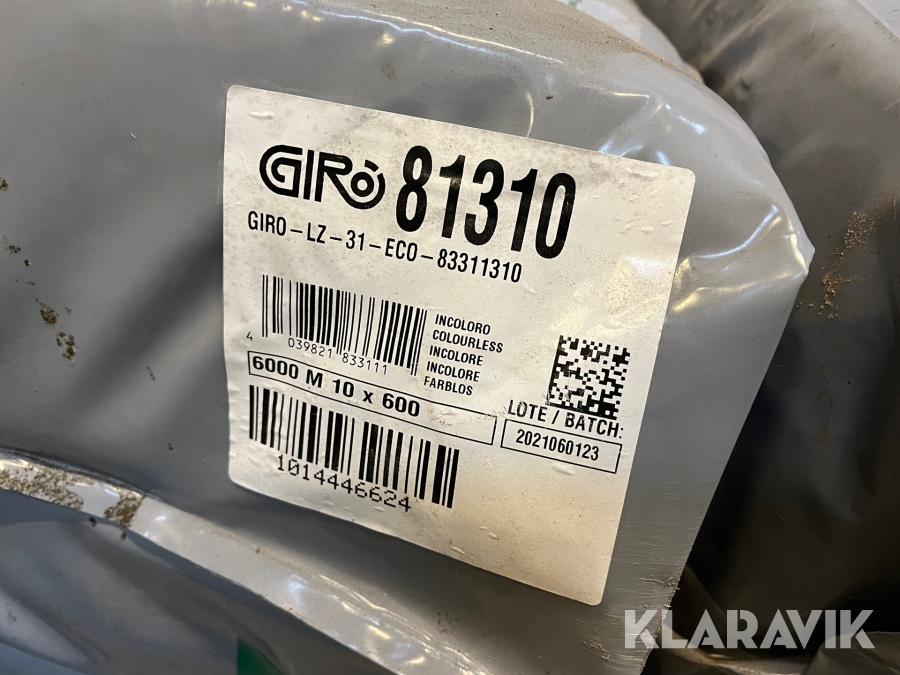 GIRÓ 81310
GIRO-LZ-31-ECO-83311310
INCOLORO
COLOURLESS
INCOLORE
INCOLORE
FARBLOS
4 039821 833111
6000 M 10 x 600
LOTE / BATCH:
2021060123
1014446624
KLARAVIK